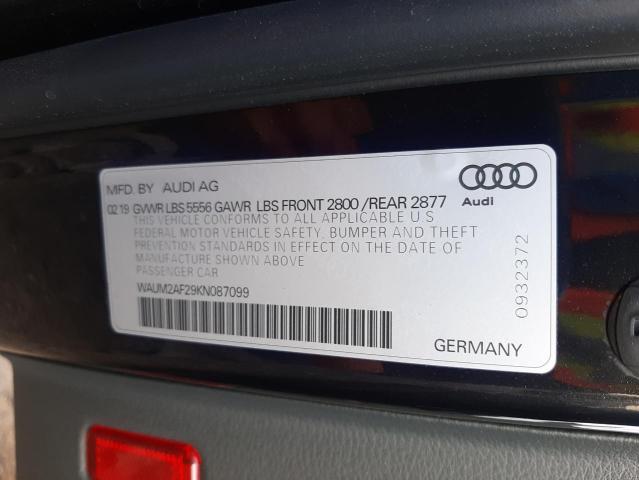 MFD. BY AUDI AG
02 19 GVWR LBS 5556 GAWR LBS FRONT 2800 /REAR 2877
THIS VEHICLE CONFORMS TO ALL APPLICABLE U.S
FEDERAL MOTOR VEHICLE SAFETY, BUMPER AND THEFT
PREVENTION STANDARDS IN EFFECT ON THE DATE OF
MANUFACTURE SHOWN ABOVE
PASSENGER CAR
WAUM2AF29KN087099
Audi
0932372
GERMANY